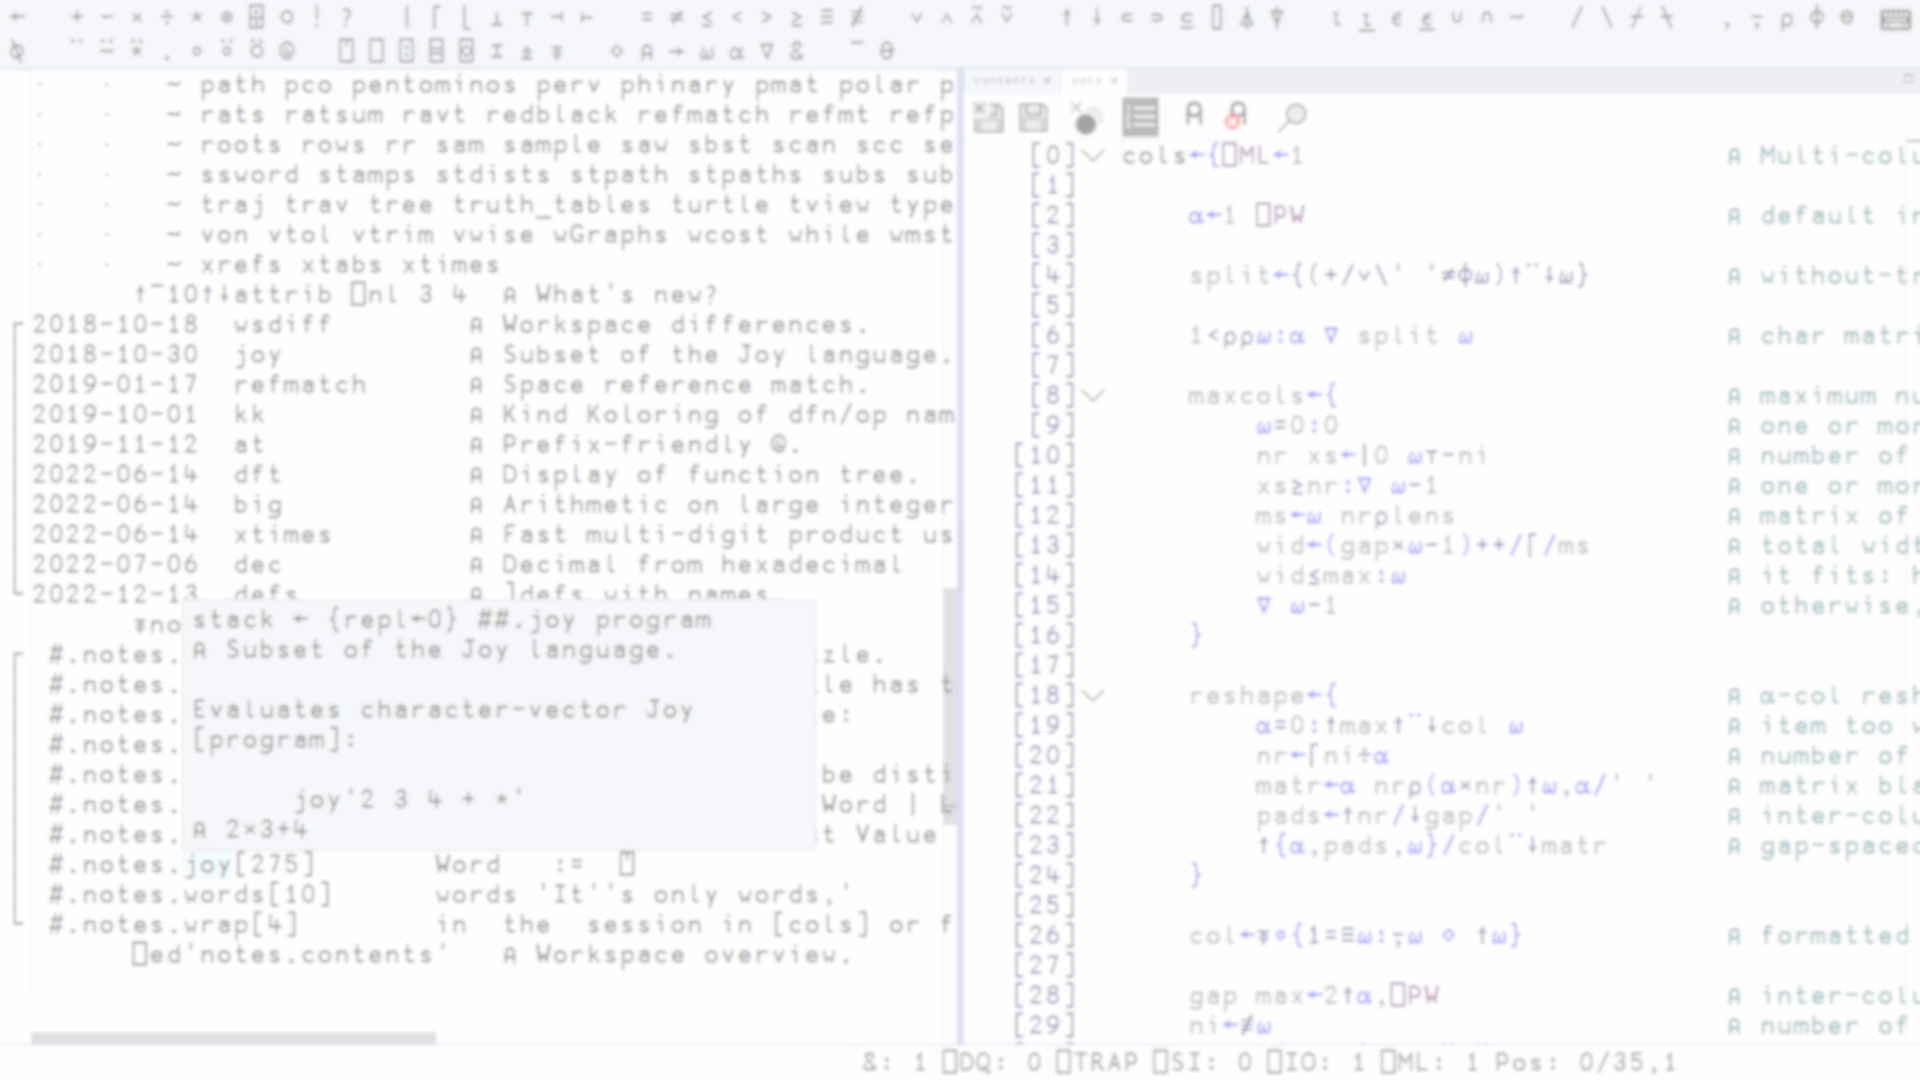 ← + - × ÷ * ⍟ ⌹ ○ ! ? | ⌈ ⌊ ⊥ ⊤ ⊣ ⊢ = ≠ ≤ < > ≥ ≡ ≢ ∨ ∧ ⍲ ⍱ ↑ ↓ ⊂ ⊃ ⊆ ⌷ ⍋ ⍒ ⍳ ⍸ ∊ ⍷ ∪ ∩ ~ / \ ⌿ ⍀ , ⍪ ⍴ ⌽ ⊖
⍉ ¨ ⍨ ⍣ . ∘ ⍤ ⍥ @ ⍞ ⎕ ⍠ ⌸ ⌺ ⌶ ⍎ ⍕ ⋄ ⍝ → ⍵ ⍺ ∇ & ¯ ⍬
· · ~ path pco pentominos perv phinary pmat polar p
· · ~ rats ratsum ravt redblack refmatch refmt refp
· · ~ roots rows rr sam sample saw sbst scan scc se
· · ~ ssword stamps stdists stpath stpaths subs sub
· · ~ traj trav tree truth_tables turtle tview type
· · ~ von vtol vtrim vwise wGraphs wcost while wmst
· · ~ xrefs xtabs xtimes
↑¯10↑↓attrib ⎕nl 3 4 ⍝ What's new?
2018-10-18 wsdiff ⍝ Workspace differences.
2018-10-30 joy ⍝ Subset of the Joy language.
2019-01-17 refmatch ⍝ Space reference match.
2019-10-01 kk ⍝ Kind Koloring of dfn/op nam
2019-11-12 at ⍝ Prefix-friendly @.
2022-06-14 dft ⍝ Display of function tree.
2022-06-14 big ⍝ Arithmetic on large integer
2022-06-14 xtimes ⍝ Fast multi-digit product us
2022-07-06 dec ⍝ Decimal from hexadecimal
2022-12-13 defs ⍝ ]defs with names
⍕no
#.notes. zle.
#.notes. le has t
#.notes. e:
#.notes.
#.notes. be disti
#.notes. Word |
#.notes. t Value
stack ← {repl←0} ##.joy program
⍝ Subset of the Joy language.
Evaluates character-vector Joy
[program]:
joy'2 3 4 + *'
⍝ 2×3+4
#.notes.joy[275] Word := ⍞
#.notes.words[10] words 'It''s only words,'
#.notes.wrap[4] in the session in [cols] or f
⎕ed'notes.contents' ⍝ Workspace overview.
contents × cols ×
[0] cols←{⎕ML←1 ⍝ Multi-colu
[1]
[2] ⍺←1 ⎕PW ⍝ default in
[3]
[4] split←{(+/∨\' '≠⌽⍵)↑¨↓⍵} ⍝ without-tr
[5]
[6] 1<⍴⍴⍵:⍺ ∇ split ⍵ ⍝ char matri
[7]
[8] maxcols←{ ⍝ maximum nu
[9] ⍵=0:0 ⍝ one or mor
[10] nr xs←|0 ⍵⊤-ni ⍝ number of
[11] xs≥nr:∇ ⍵-1 ⍝ one or mor
[12] ms←⍵ nr⍴lens ⍝ matrix of
[13] wid←(gap×⍵-1)++/⌈/ms ⍝ total widt
[14] wid≤max:⍵ ⍝ it fits: h
[15] ∇ ⍵-1 ⍝ otherwise,
[16] }
[17]
[18] reshape←{ ⍝ ⍺-col resh
[19] ⍺=0:↑max↑¨↓col ⍵ ⍝ item too w
[20] nr←⌈ni÷⍺ ⍝ number of
[21] matr←⍺ nr⍴(⍺×nr)↑⍵,⍺/' ' ⍝ matrix bla
[22] pads←↑nr/↓gap/' ' ⍝ inter-colu
[23] ↑{⍺,pads,⍵}/col¨↓matr ⍝ gap-spaced
[24] }
[25]
[26] col←⍕∘{1=≡⍵:⍪⍵ ⋄ ↑⍵} ⍝ formatted
[27]
[28] gap max←2↑⍺,⎕PW ⍝ inter-colu
[29] ni←≢⍵ ⍝ number of
&: 1 ⎕DQ: 0 ⎕TRAP ⎕SI: 0 ⎕IO: 1 ⎕ML: 1 Pos: 0/35,1